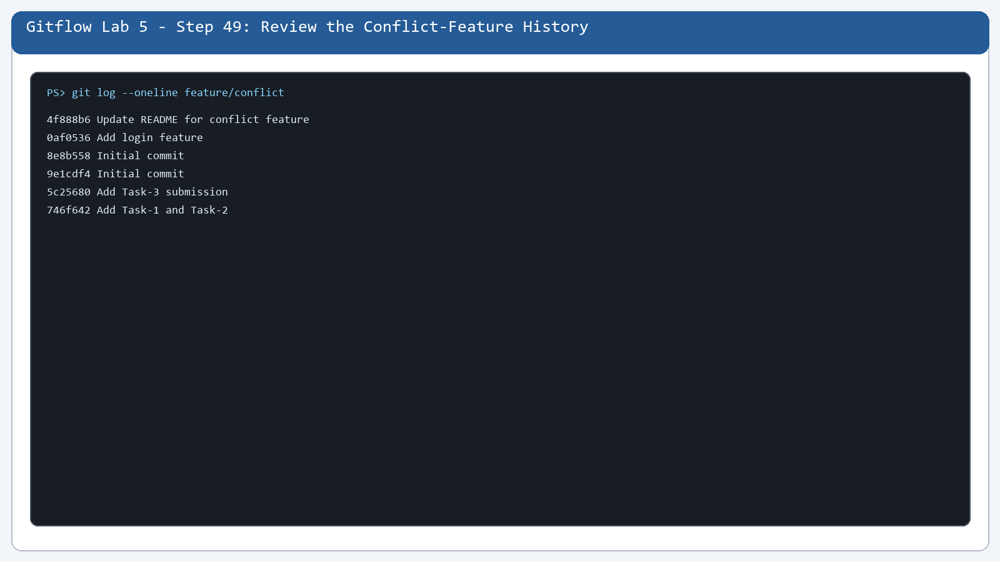 Gitflow Lab 5 - Step 49: Review the Conflict-Feature History
PS> git log --oneline feature/conflict
4f888b6 Update README for conflict feature
0af0536 Add login feature
8e8b558 Initial commit
9e1cdf4 Initial commit
5c25680 Add Task-3 submission
746f642 Add Task-1 and Task-2